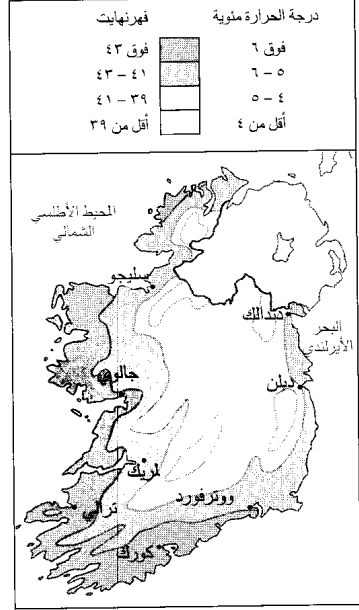 درجة الحرارة مئوية فهرنهايت
فوق ٦ فوق ٤٣
٥ – ٦ ٤١ – ٤٣
٤ – ٥ ٣٩ – ٤١
أقل من ٤ أقل من ٣٩
المحيط الأطلسي
الشمالي
سليجو
دندالك
البحر
الأيرلندي
جالوي
دبلن
لمريك
ووترفورد
ترالي
كورك